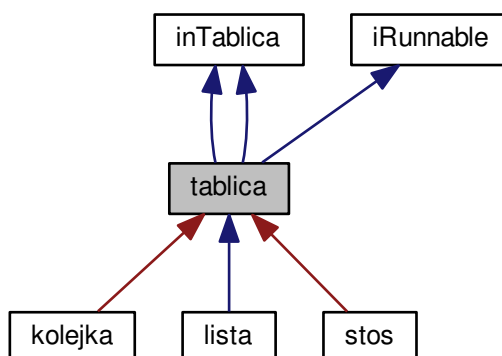 inTablica
iRunnable
tablica
kolejka
lista
stos